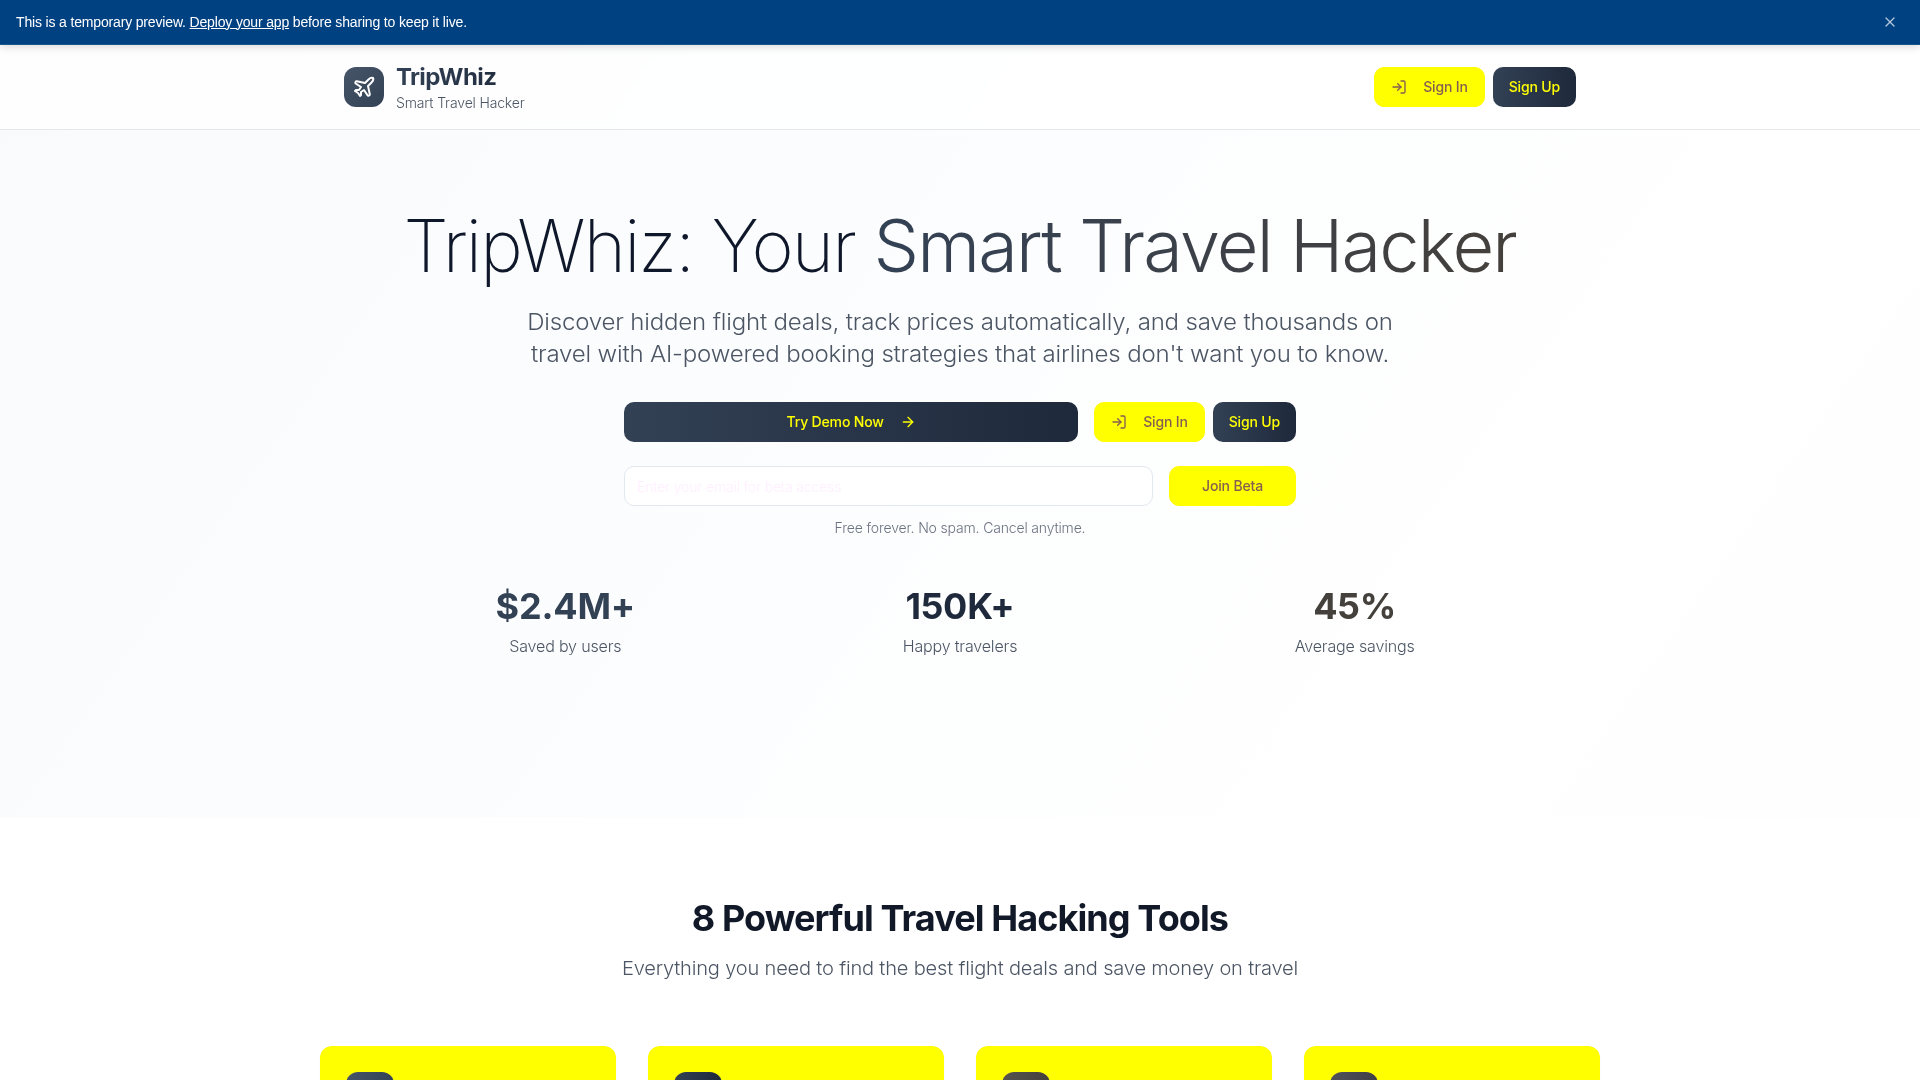 This is a temporary preview. Deploy your app before sharing to keep it live.
TripWhiz
Smart Travel Hacker
Sign In
Sign Up
TripWhiz: Your Smart Travel Hacker
Discover hidden flight deals, track prices automatically, and save thousands on
travel with AI-powered booking strategies that airlines don't want you to know.
Try Demo Now
Sign In
Sign Up
Enter your email for beta access
Join Beta
Free forever. No spam. Cancel anytime.
$2.4M+
Saved by users
150K+
Happy travelers
45%
Average savings
8 Powerful Travel Hacking Tools
Everything you need to find the best flight deals and save money on travel